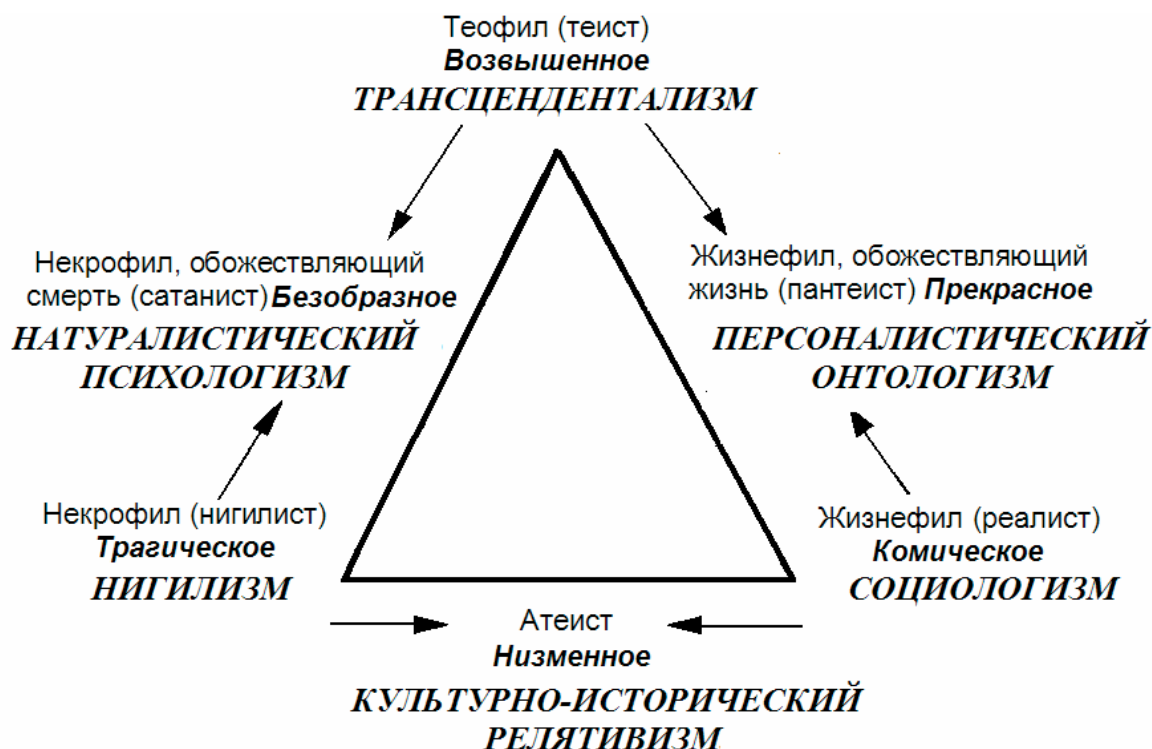 Теофил (теист)
Возвышенное
ТРАНСЦЕНДЕНТАЛИЗМ
Некрофил, обожествляющий
смерть (сатанист) Безобразное
НАТУРАЛИСТИЧЕСКИЙ
ПСИХОЛОГИЗМ
Жизнефил, обожествляющий
жизнь (пантеист) Прекрасное
ПЕРСОНАЛИСТИЧЕСКИЙ
ОНТОЛОГИЗМ
Некрофил (нигилист)
Трагическое
НИГИЛИЗМ
Жизнефил (реалист)
Комическое
СОЦИОЛОГИЗМ
Атеист
Низменное
КУЛЬТУРНО-ИСТОРИЧЕСКИЙ
РЕЛЯТИВИЗМ